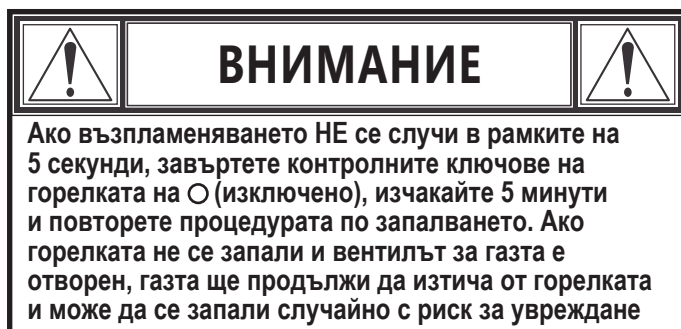 ВНИМАНИЕ
Ако възпламеняването НЕ се случи в рамките на
5 секунди, завъртете контролните ключове на
горелката на ○ (изключено), изчакайте 5 минути
и повторете процедурата по запалването. Ако
горелката не се запали и вентилът за газта е
отворен, газта ще продължи да изтича от горелката
и може да се запали случайно с риск за увреждане